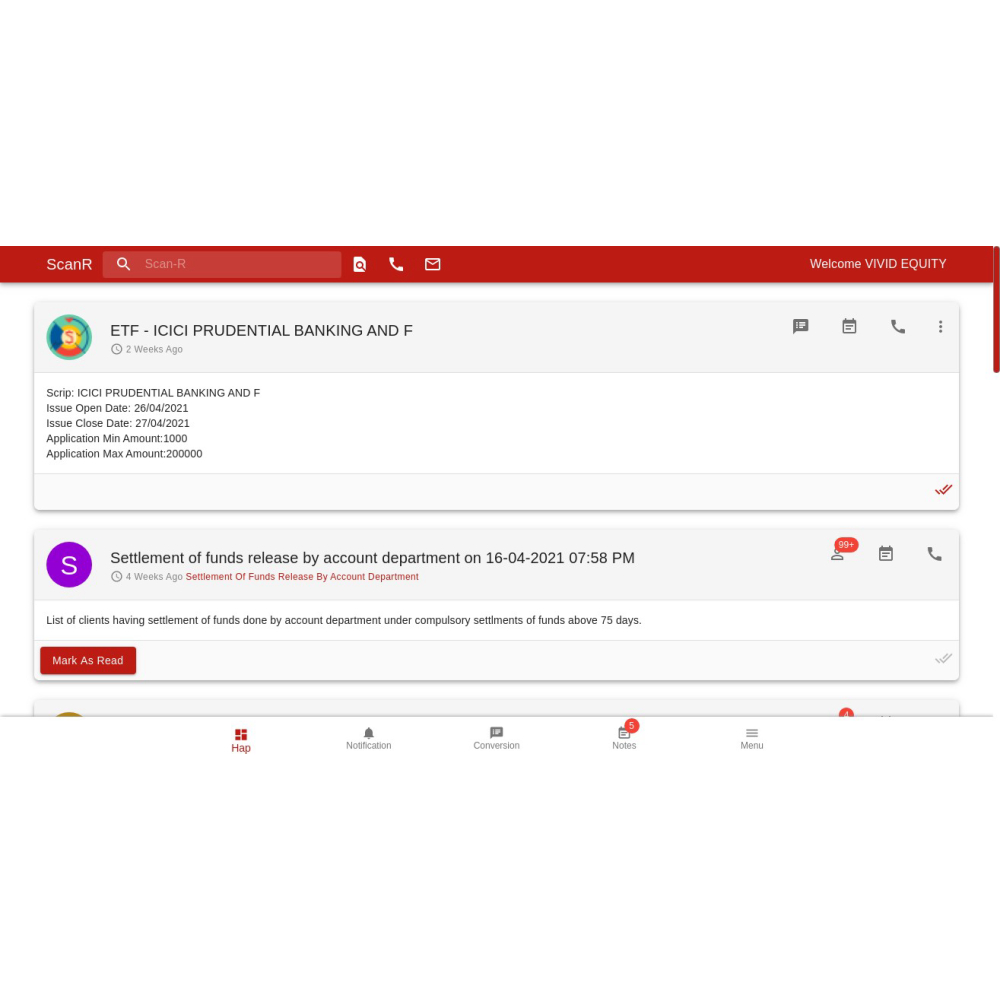 ScanR
Scan-R
Welcome VIVID EQUITY
S
ETF - ICICI PRUDENTIAL BANKING AND F
2 Weeks Ago
Scrip: ICICI PRUDENTIAL BANKING AND F
Issue Open Date: 26/04/2021
Issue Close Date: 27/04/2021
Application Min Amount:1000
Application Max Amount:200000
S
Settlement of funds release by account department on 16-04-2021 07:58 PM
99+
4 Weeks Ago Settlement Of Funds Release By Account Department
List of clients having settlement of funds done by account department under compulsory settlments of funds above 75 days.
Mark As Read
4
5
Hap
Notification
Conversion
Notes
Menu